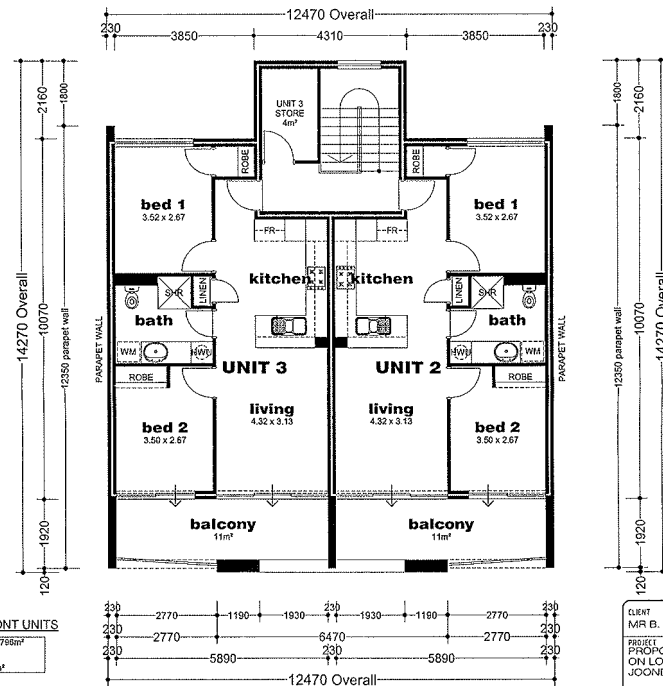 12470 Overall
230 3850 4310 3850 230
UNIT 3
STORE
4m²
2160 1800
1800 2160
ROBE ROBE
bed 1
3.52 x 2.67
bed 1
3.52 x 2.67
FR FR
kitchen kitchen
SHR LINEN
LINEN SHR
bath bath
WM HWU
HWU WM
UNIT 3 UNIT 2
ROBE ROBE
living
4.32 x 3.13
living
4.32 x 3.13
bed 2
3.50 x 2.67
bed 2
3.50 x 2.67
balcony
11m²
balcony
11m²
14270 Overall
10070
12350 parapet wall
PARAPET WALL
PARAPET WALL
12350 parapet wall
10070
14270 Overall
1920
120
1920
120
230 2770 1190 1930 230 1930 1190 2770 230
230 2770 6470 2770 230
230 5890 230 5890 230
12470 Overall
ONT UNITS
796m²
CLIENT
MR B.
PROJECT
PROPO
ON LO
JOOND